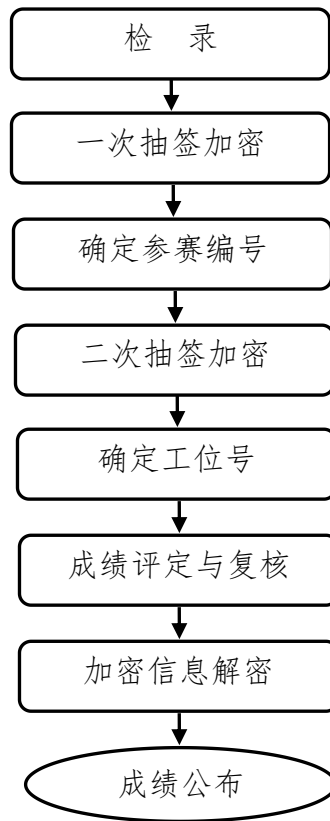 检 录
一次抽签加密
确定参赛编号
二次抽签加密
确定工位号
成绩评定与复核
加密信息解密
成绩公布